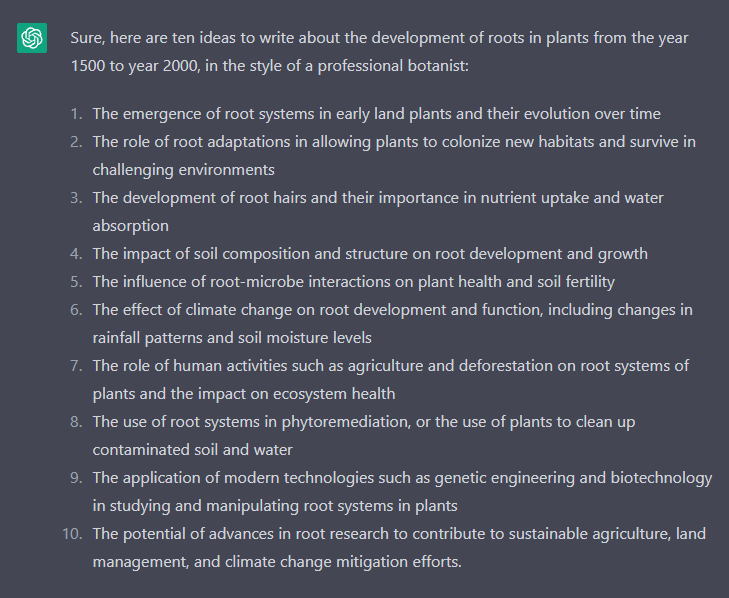 Sure, here are ten ideas to write about the development of roots in plants from the year
1500 to year 2000, in the style of a professional botanist:
1. The emergence of root systems in early land plants and their evolution over time
2. The role of root adaptations in allowing plants to colonize new habitats and survive in
challenging environments
3. The development of root hairs and their importance in nutrient uptake and water
absorption
4. The impact of soil composition and structure on root development and growth
5. The influence of root-microbe interactions on plant health and soil fertility
6. The effect of climate change on root development and function, including changes in
rainfall patterns and soil moisture levels
7. The role of human activities such as agriculture and deforestation on root systems of
plants and the impact on ecosystem health
8. The use of root systems in phytoremediation, or the use of plants to clean up
contaminated soil and water
9. The application of modern technologies such as genetic engineering and biotechnology
in studying and manipulating root systems in plants
10. The potential of advances in root research to contribute to sustainable agriculture, land
management, and climate change mitigation efforts.